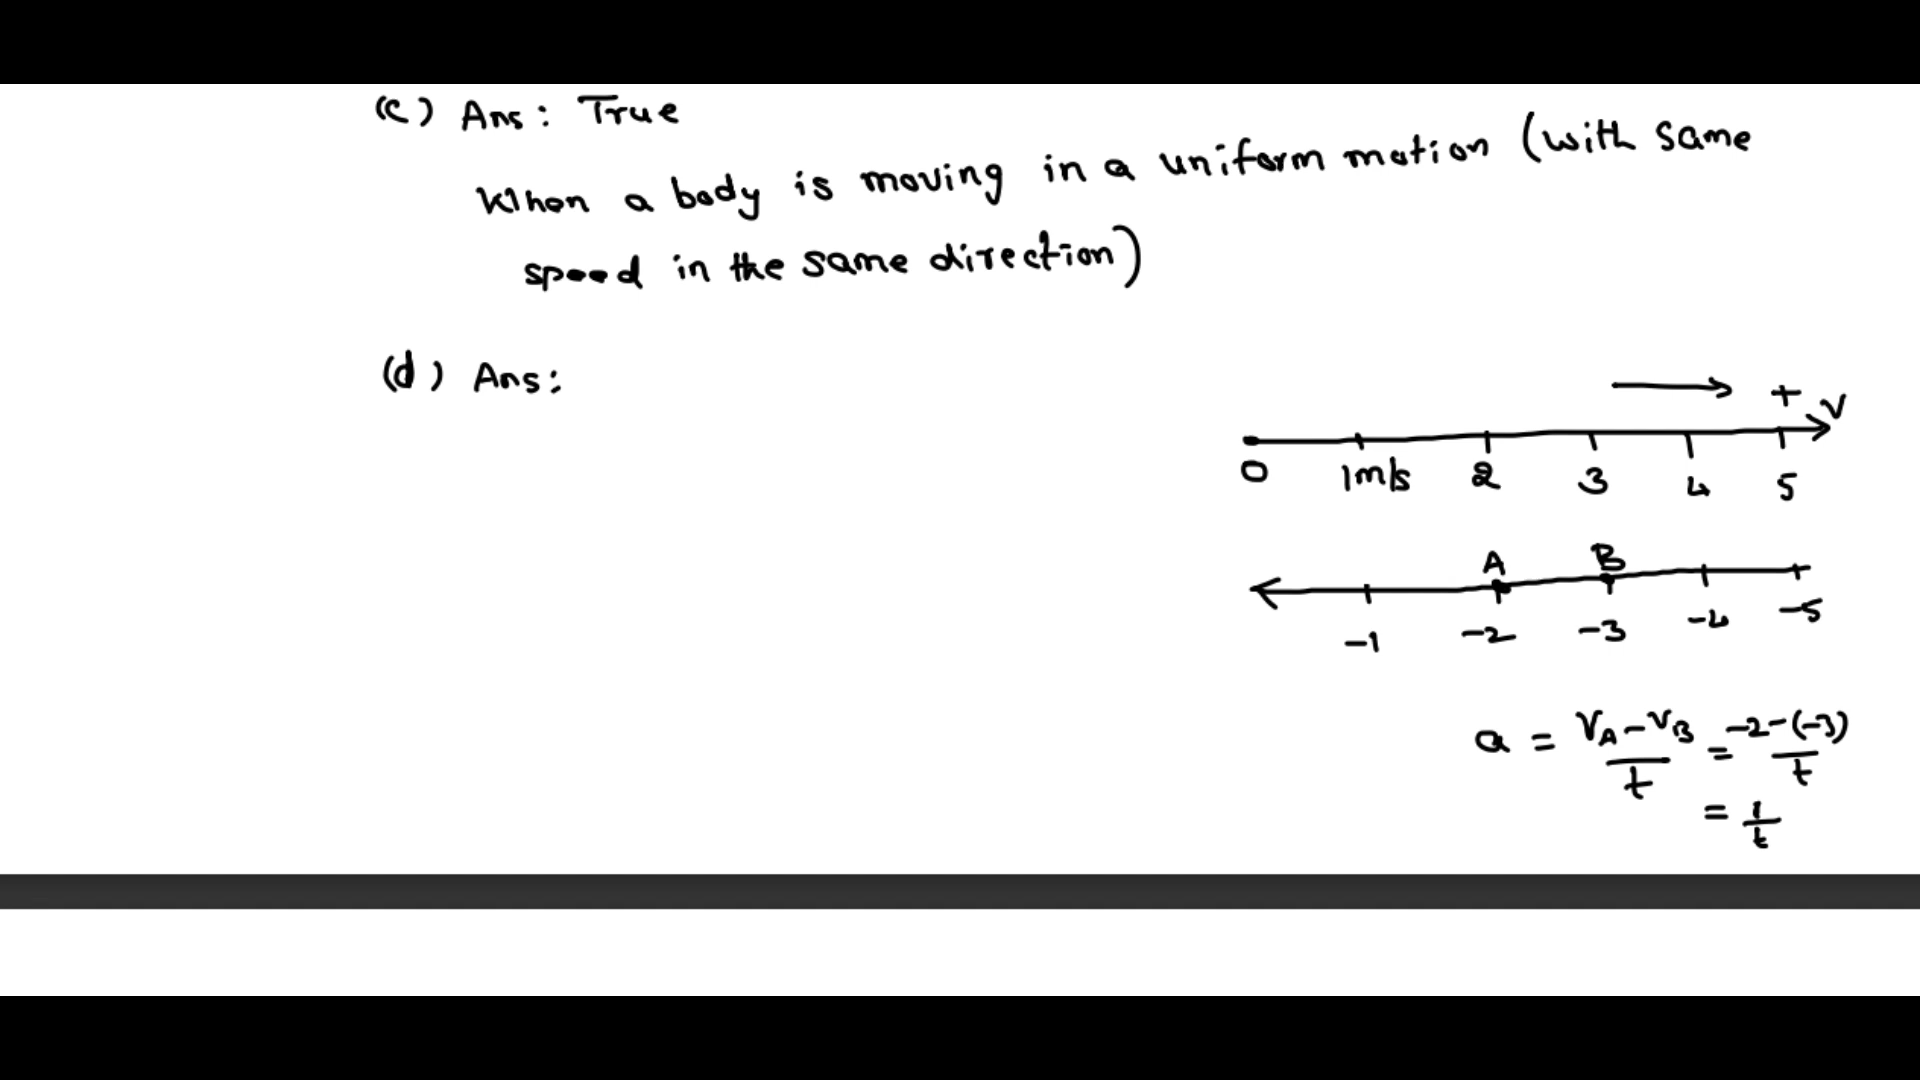 (c) Ans: True
When a body is moving in a uniform motion (with same
speed in the same direction)
(d) Ans:
+ V
0 1m/s 2 3 4 5
A B
-1 -2 -3 -4 -5
a = VA-VB/t = -2-(-3)/t
= 1/t